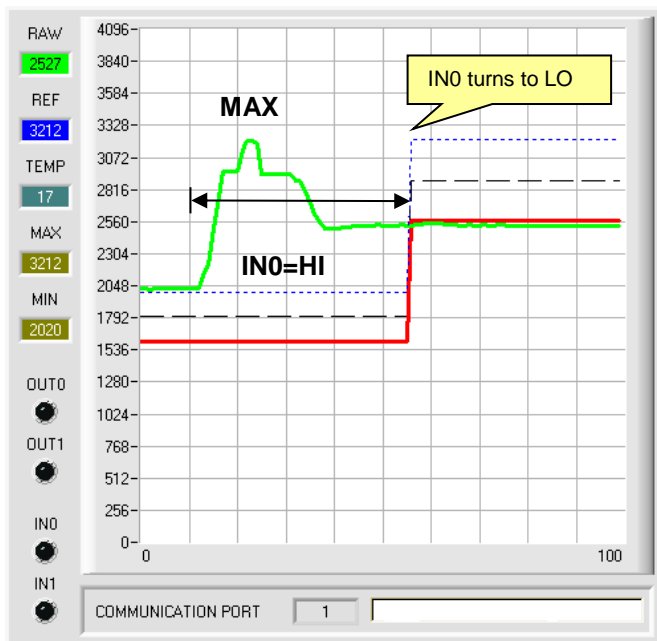 RAW
2527
REF
3212
TEMP
17
MAX
3212
MIN
2020
OUT0
OUT1
IN0
IN1
4096
3840
3584
3328
3072
2816
2560
2304
2048
1792
1536
1280
1024
768
512
256
0
0
100
IN0 turns to LO
MAX
IN0=HI
COMMUNICATION PORT
1